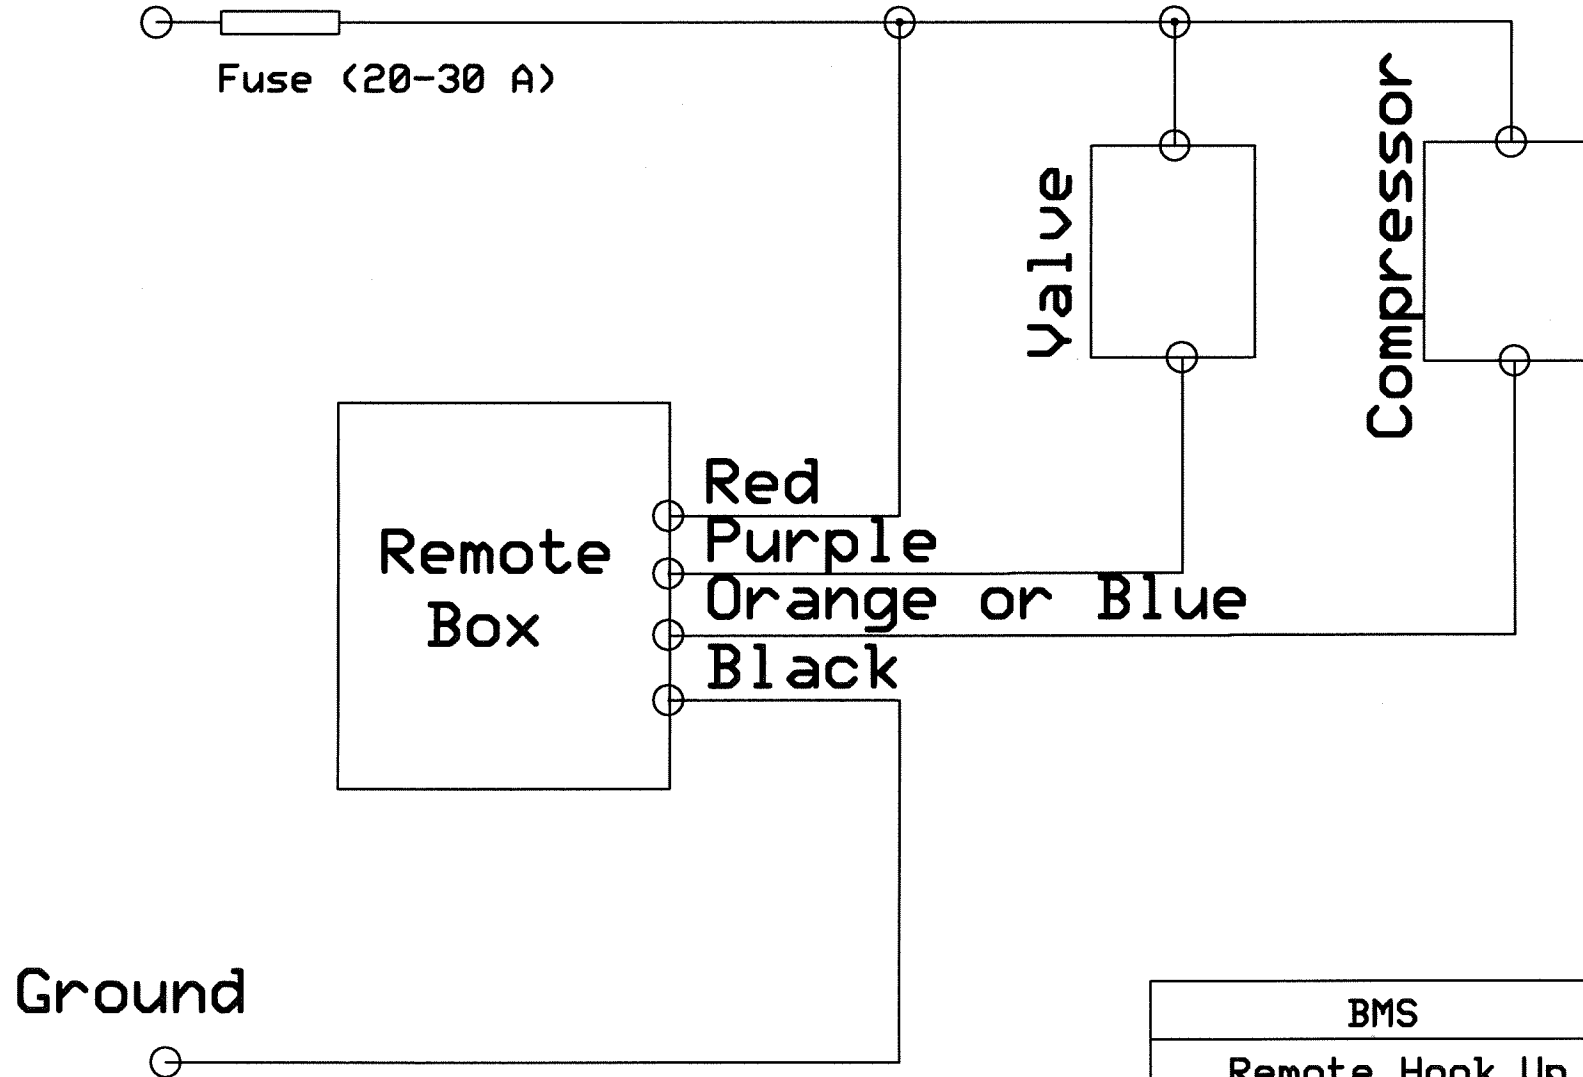 Fuse (20-30 A)
Valve
Compressor
Remote
Box
Red
Purple
Orange or Blue
Black
Ground
BMS
Remote Hook Up